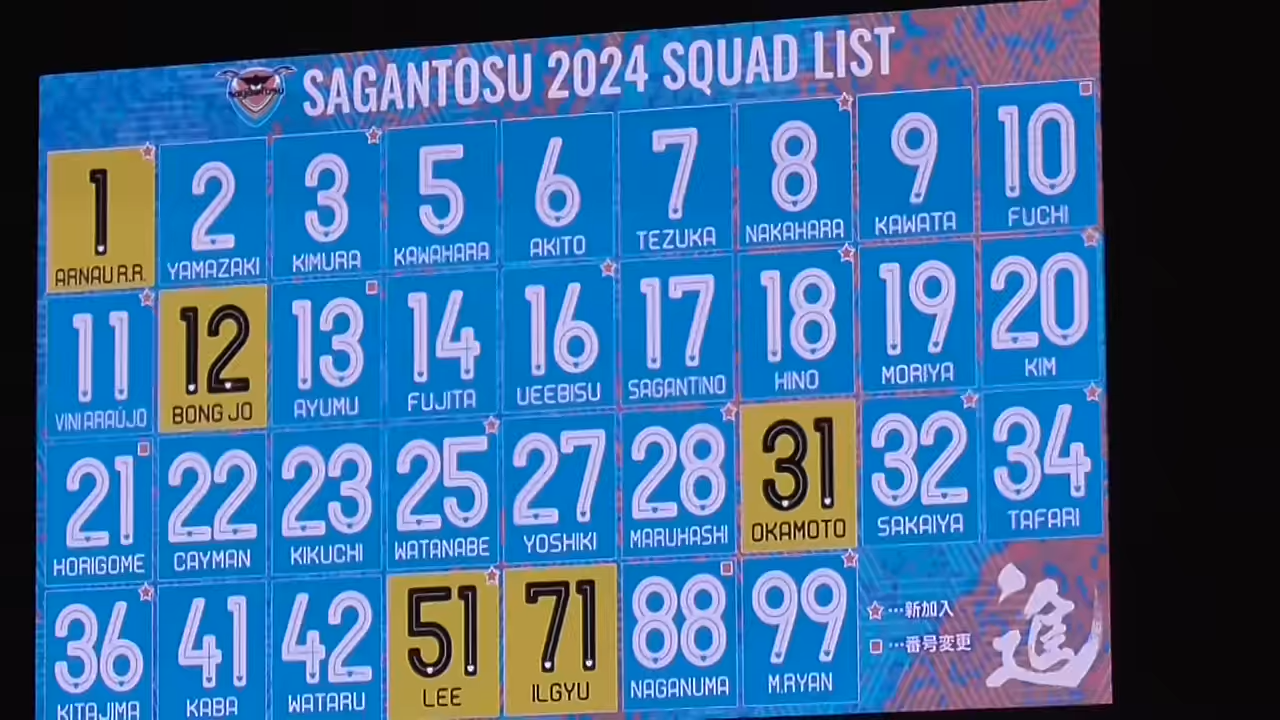 SAGANTOSU 2024 SQUAD LIST
1 2 3 5 6 7 8 9 10
ARNAU R.R. YAMAZAKI KIMURA KAWAHARA AKITO TEZUKA NAKAHARA KAWATA FUCHI
11 12 13 14 16 17 18 19 20
VINI ARAÚJO BONG JO AYUMU FUJITA UEEBISU SAGANTINO HINO MORIYA KIM
21 22 23 25 27 28 31 32 34
HORIGOME CAYMAN KIKUCHI WATANABE YOSHIKI MARUHASHI OKAMOTO SAKAIYA TAFARI
36 41 42 51 71 88 99
KITAJIMA KABA WATARU LEE ILGYU NAGANUMA M.RYAN
☆…新加入
□…番号変更
進